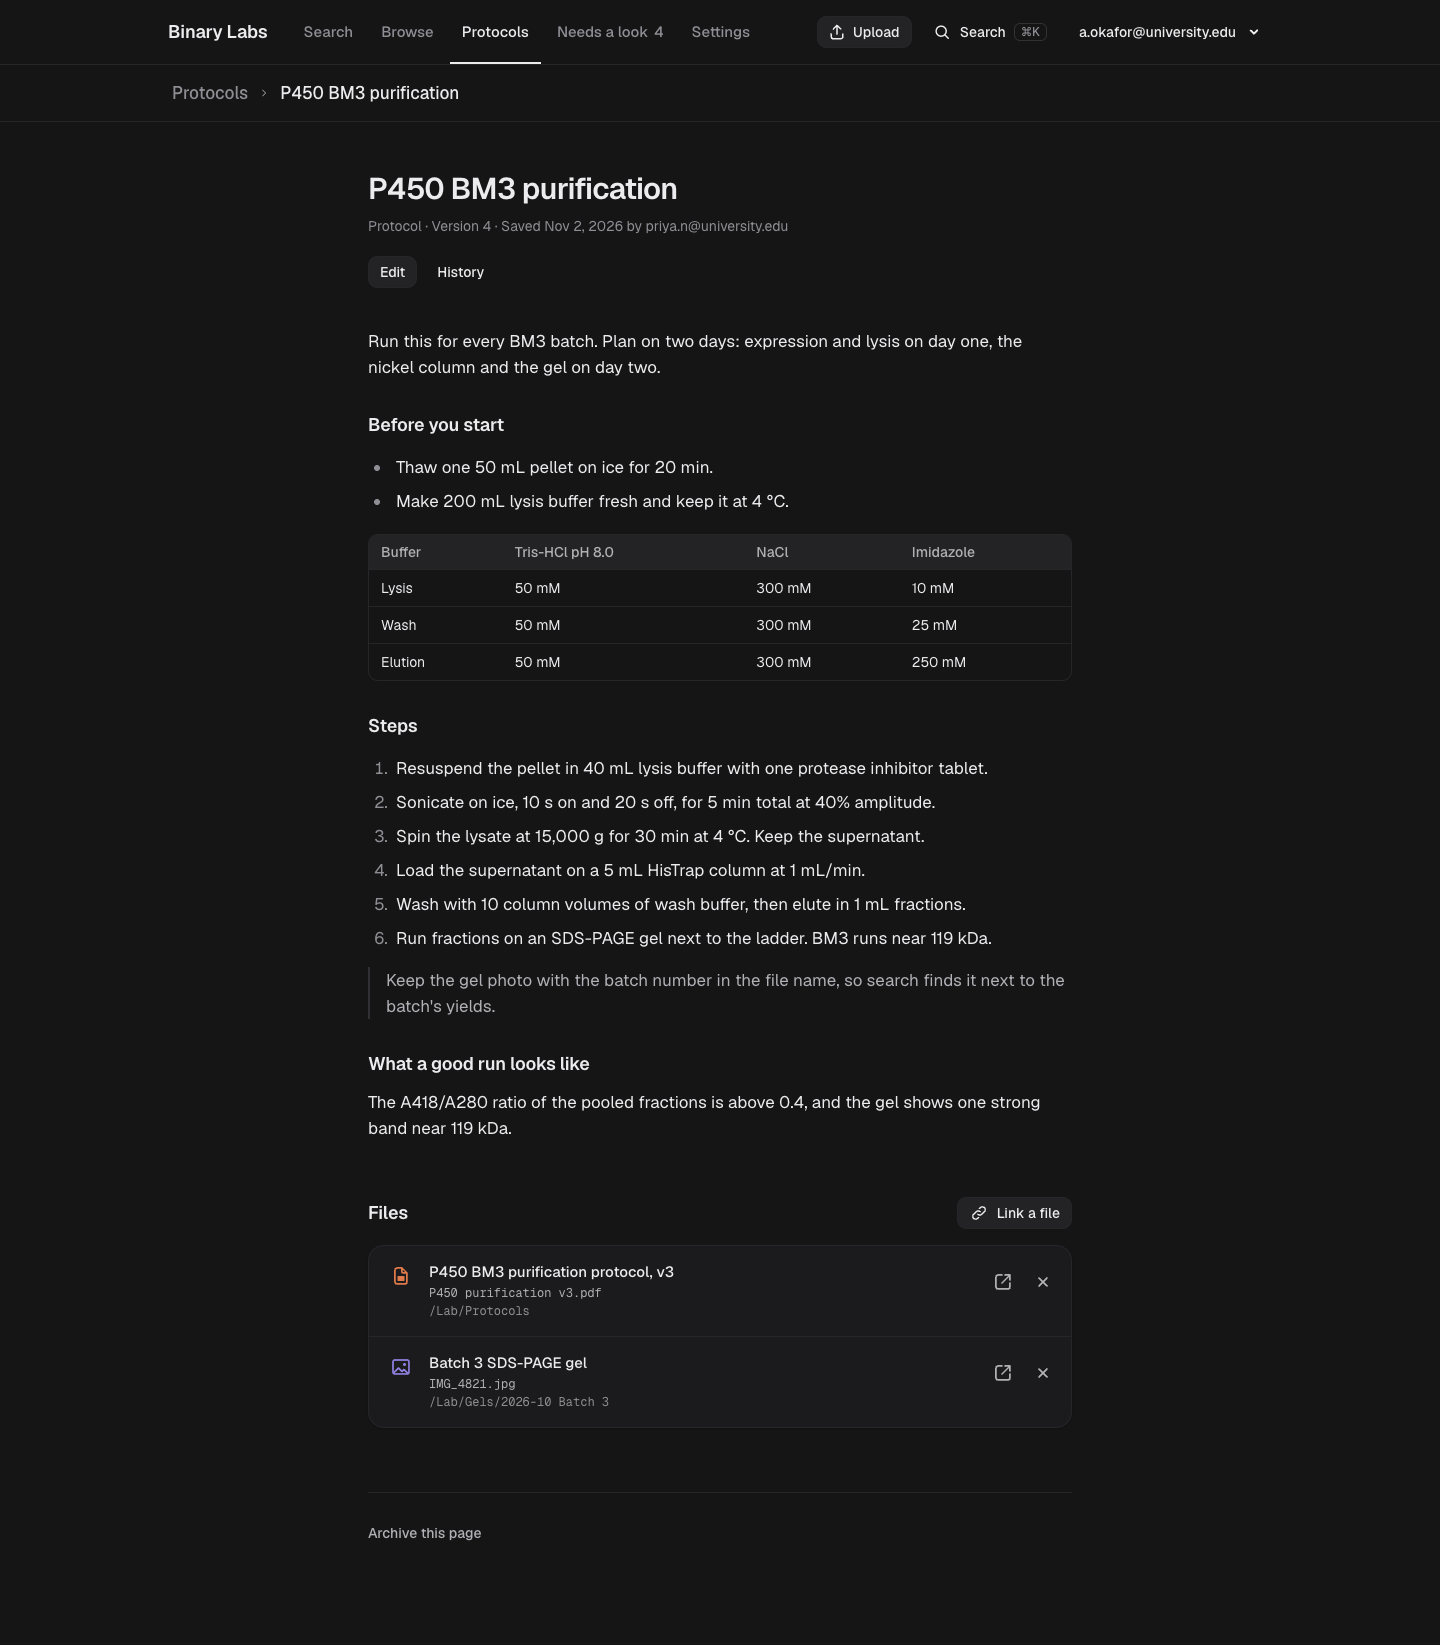 Binary Labs
Search
Browse
Protocols
Needs a look 4
Settings
Upload
Search ⌘K
a.okafor@university.edu
Protocols › P450 BM3 purification
P450 BM3 purification
Protocol · Version 4 · Saved Nov 2, 2026 by priya.n@university.edu
Edit
History
Run this for every BM3 batch. Plan on two days: expression and lysis on day one, the
nickel column and the gel on day two.
Before you start
• Thaw one 50 mL pellet on ice for 20 min.
• Make 200 mL lysis buffer fresh and keep it at 4 °C.
Buffer Tris-HCl pH 8.0 NaCl Imidazole
Lysis 50 mM 300 mM 10 mM
Wash 50 mM 300 mM 25 mM
Elution 50 mM 300 mM 250 mM
Steps
1. Resuspend the pellet in 40 mL lysis buffer with one protease inhibitor tablet.
2. Sonicate on ice, 10 s on and 20 s off, for 5 min total at 40% amplitude.
3. Spin the lysate at 15,000 g for 30 min at 4 °C. Keep the supernatant.
4. Load the supernatant on a 5 mL HisTrap column at 1 mL/min.
5. Wash with 10 column volumes of wash buffer, then elute in 1 mL fractions.
6. Run fractions on an SDS-PAGE gel next to the ladder. BM3 runs near 119 kDa.
Keep the gel photo with the batch number in the file name, so search finds it next to the
batch's yields.
What a good run looks like
The A418/A280 ratio of the pooled fractions is above 0.4, and the gel shows one strong
band near 119 kDa.
Files
Link a file
P450 BM3 purification protocol, v3
P450 purification v3.pdf
/Lab/Protocols
Batch 3 SDS-PAGE gel
IMG_4821.jpg
/Lab/Gels/2026-10 Batch 3
Archive this page